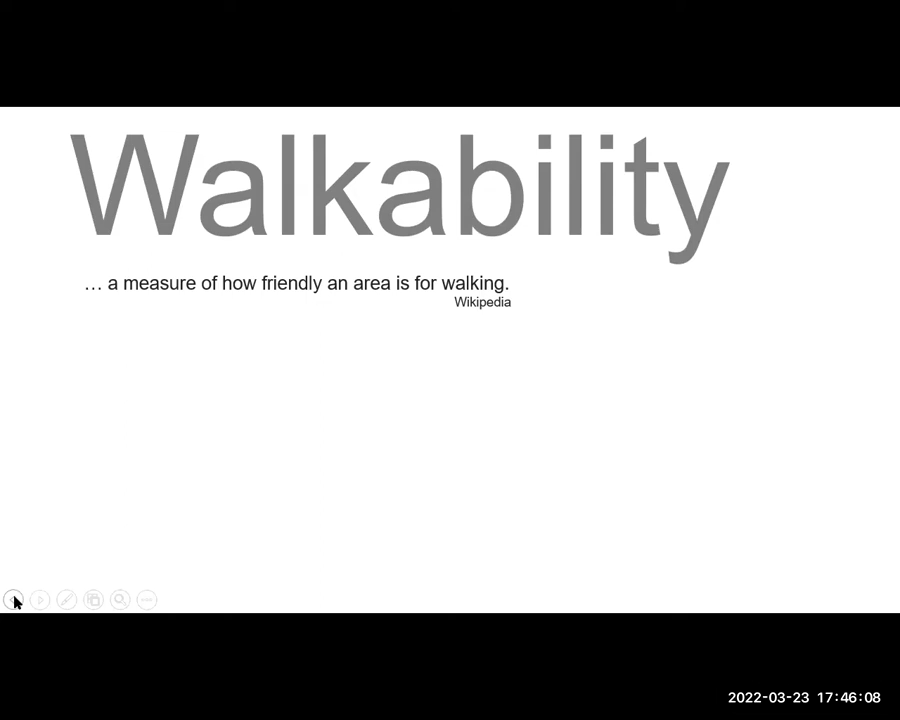 Walkability
… a measure of how friendly an area is for walking.
Wikipedia
2022-03-23 17:46:08